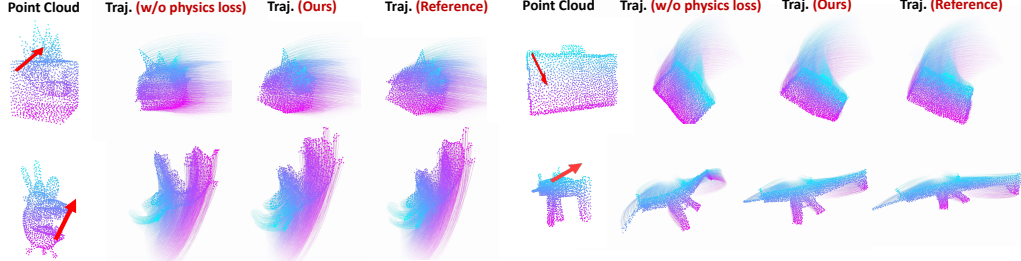 Point Cloud
Traj. (w/o physics loss)
Traj. (Ours)
Traj. (Reference)
Point Cloud
Traj. (w/o physics loss)
Traj. (Ours)
Traj. (Reference)